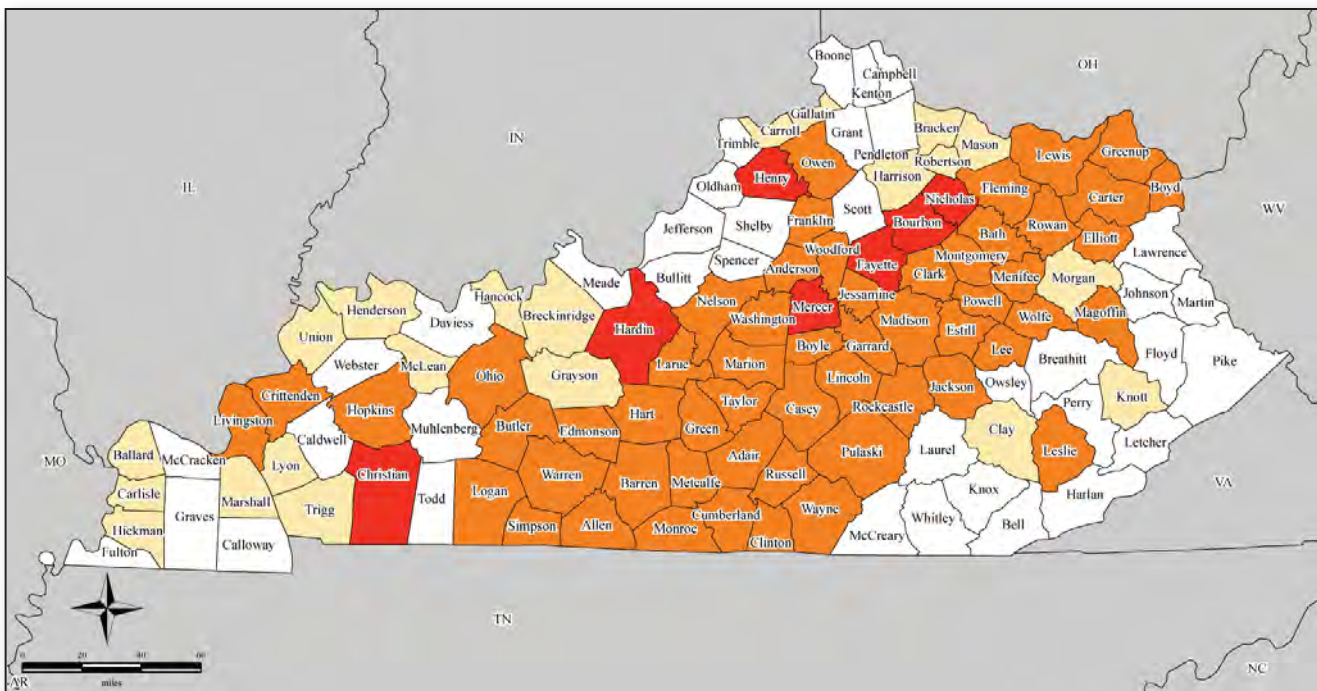 Boone
Campbell
Kenton
OH
Gallatin
Carroll
Grant
Bracken
Trimble
Mason
IN
Owen
Pendleton
Robertson
Lewis
Greenup
Henry
Harrison
Oldham
IL
Fleming
Boyd
Nicholas
Carter
Scott
Franklin
Shelby
Bourbon
WV
Jefferson
Rowan
Bath
Elliott
Woodford
Lawrence
Spencer
Fayette
Montgomery
Anderson
Clark
Menifee
Bullitt
Meade
Morgan
Hancock
Johnson
Martin
Nelson
Jessamine
Mercer
Powell
Henderson
Breckinridge
Washington
Wolfe
Magoffin
Daviess
Madison
Hardin
Estill
Union
Boyle
Garrard
Lee
Floyd
Breathitt
Pike
Webster
McLean
Larue
Marion
Grayson
Ohio
Lincoln
Owsley
Jackson
Crittenden
Knott
Taylor
Perry
Hopkins
Casey
Rockcastle
Hart
Livingston
Butler
Clay
Green
Muhlenberg
Edmonson
Caldwell
Letcher
Laurel
Leslie
Pulaski
Adair
Ballard
McCracken
MO
Lyon
Christian
Warren
Russell
Barren
Metcalfe
VA
Carlisle
Knox
Logan
Todd
Harlan
Marshall
Wayne
Trigg
Graves
Cumberland
Whitley
Simpson
Allen
Monroe
Bell
Hickman
McCreary
Clinton
Calloway
Fulton
TN
0 20 40 60
miles
NC
AR